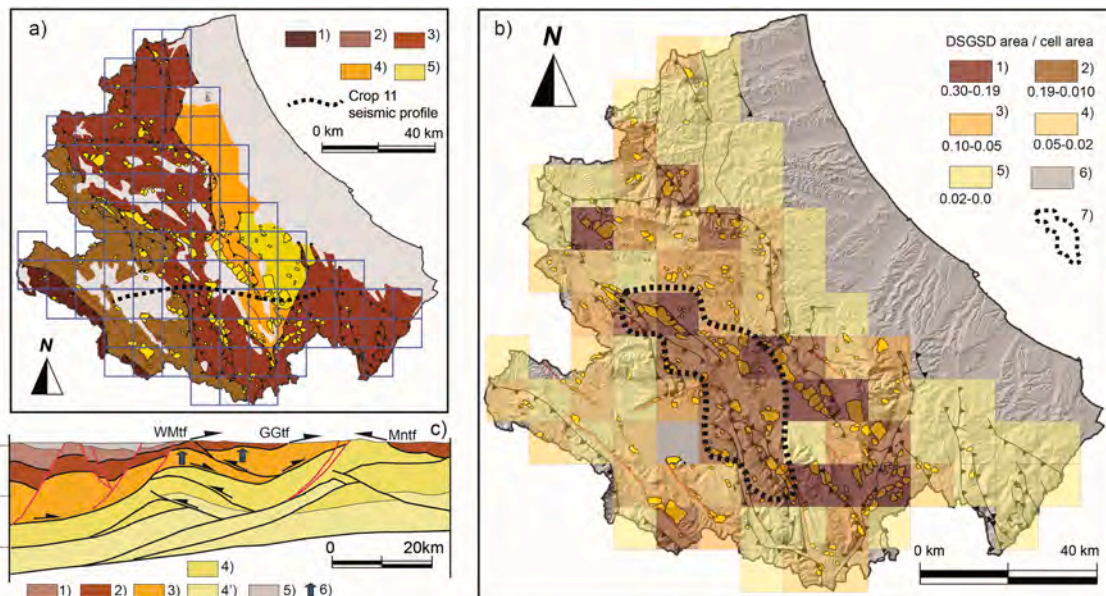 a)
1) 2) 3)
4) 5)
Crop 11
seismic profile
0 km 40 km
N
b)
N
DSGSD area / cell area
1) 2)
0.30-0.19 0.19-0.010
3) 4)
0.10-0.05 0.05-0.02
5) 6)
0.02-0.0
7)
0 km 40 km
WMtf GGtf Mntf c)
0 20km
4)
1) 2) 3) 4') 5) 6)